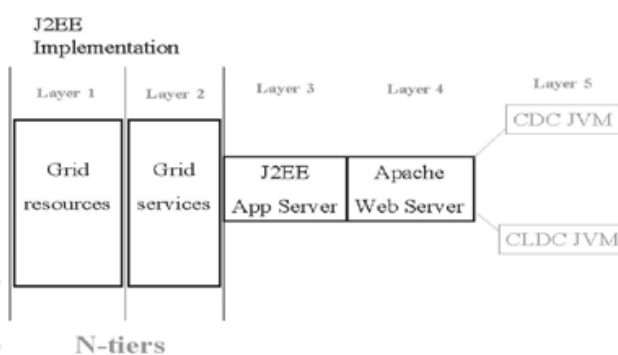 J2EE
Implementation
Layer 1
Layer 2
Layer 3
Layer 4
Layer 5
Grid
resources
Grid
services
J2EE
App Server
Apache
Web Server
CDC JVM
CLDC JVM
N-tiers